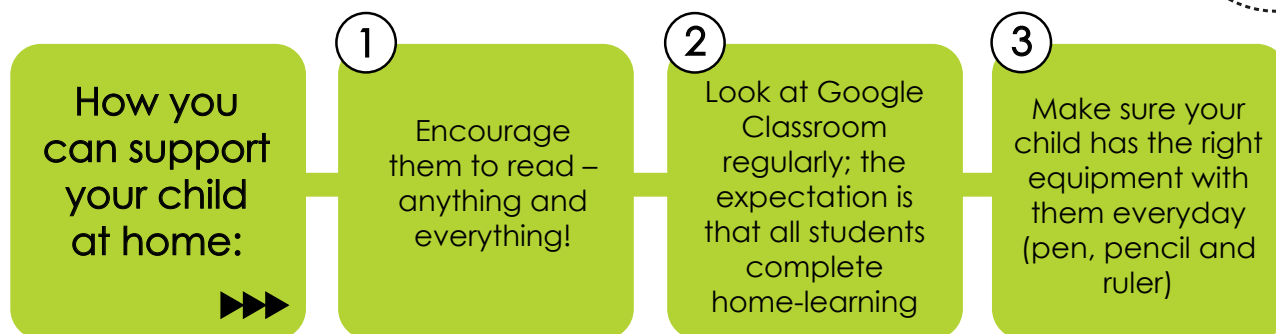 How you
can support
your child
at home:
1
Encourage
them to read –
anything and
everything!
2
Look at Google
Classroom
regularly; the
expectation is
that all students
complete
home-learning
3
Make sure your
child has the right
equipment with
them everyday
(pen, pencil and
ruler)